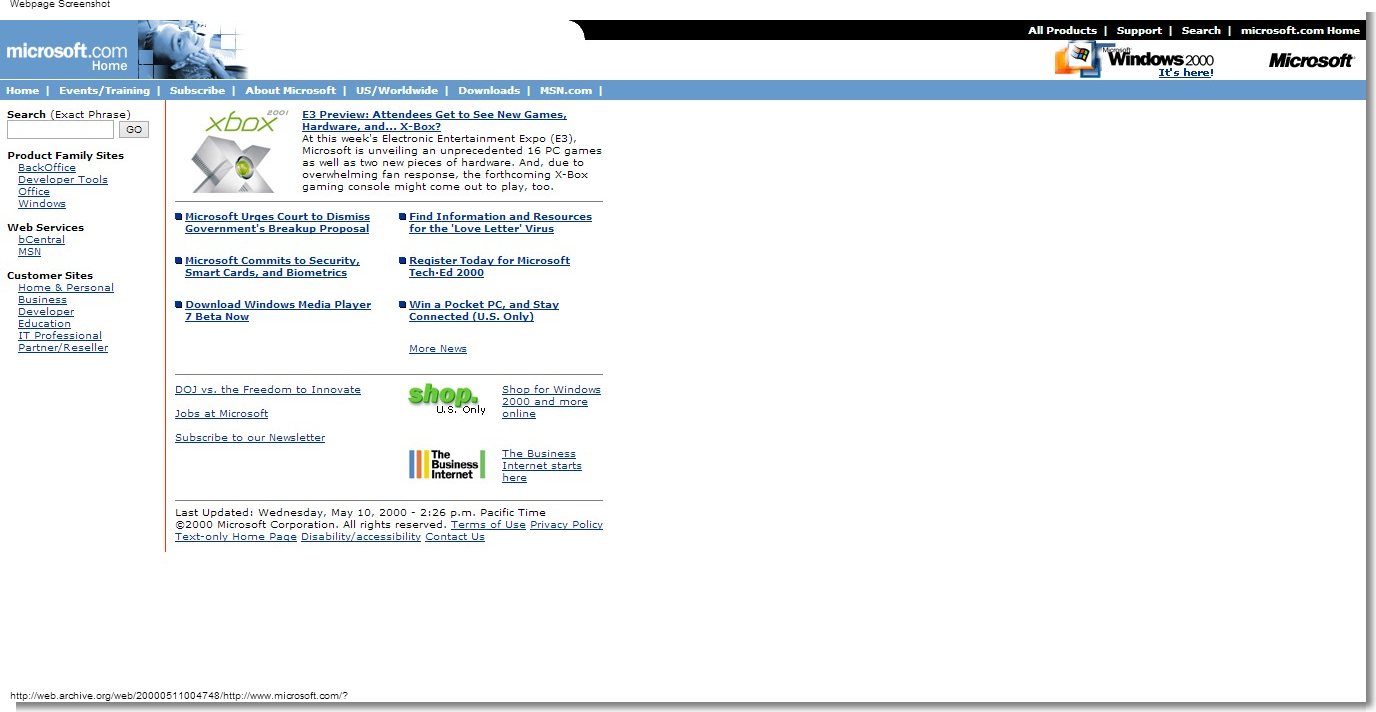 Webpage Screenshot
All Products | Support | Search | microsoft.com Home
microsoft.com
Home
Microsoft
Windows 2000
It's here!
Microsoft
Home | Events/Training | Subscribe | About Microsoft | US/Worldwide | Downloads | MSN.com |
Search (Exact Phrase)
GO
Product Family Sites
BackOffice
Developer Tools
Office
Windows
Web Services
bCentral
MSN
Customer Sites
Home & Personal
Business
Developer
Education
IT Professional
Partner/Reseller
xbox 2001
E3 Preview: Attendees Get to See New Games,
Hardware, and... X-Box?
At this week's Electronic Entertainment Expo (E3),
Microsoft is unveiling an unprecedented 16 PC games
as well as two new pieces of hardware. And, due to
overwhelming fan response, the forthcoming X-Box
gaming console might come out to play, too.
Microsoft Urges Court to Dismiss
Government's Breakup Proposal
Find Information and Resources
for the 'Love Letter' Virus
Microsoft Commits to Security,
Smart Cards, and Biometrics
Register Today for Microsoft
Tech·Ed 2000
Download Windows Media Player
7 Beta Now
Win a Pocket PC, and Stay
Connected (U.S. Only)
More News
DOJ vs. the Freedom to Innovate
Jobs at Microsoft
Subscribe to our Newsletter
shop.
U.S. Only
Shop for Windows
2000 and more
online
The
Business
Internet
The Business
Internet starts
here
Last Updated: Wednesday, May 10, 2000 - 2:26 p.m. Pacific Time
©2000 Microsoft Corporation. All rights reserved. Terms of Use Privacy Policy
Text-only Home Page Disability/accessibility Contact Us
http://web.archive.org/web/20000511004748/http://www.microsoft.com/?